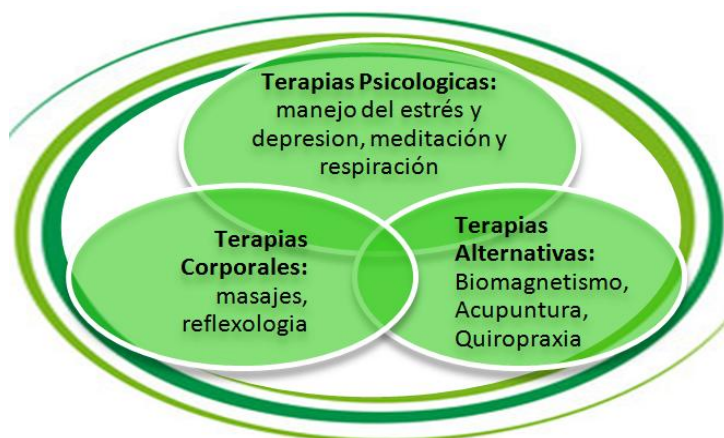 Terapias Psicologicas:
manejo del estrés y
depresion, meditación y
respiración
Terapias
Corporales:
masajes,
reflexologia
Terapias
Alternativas:
Biomagnetismo,
Acupuntura,
Quiropraxia